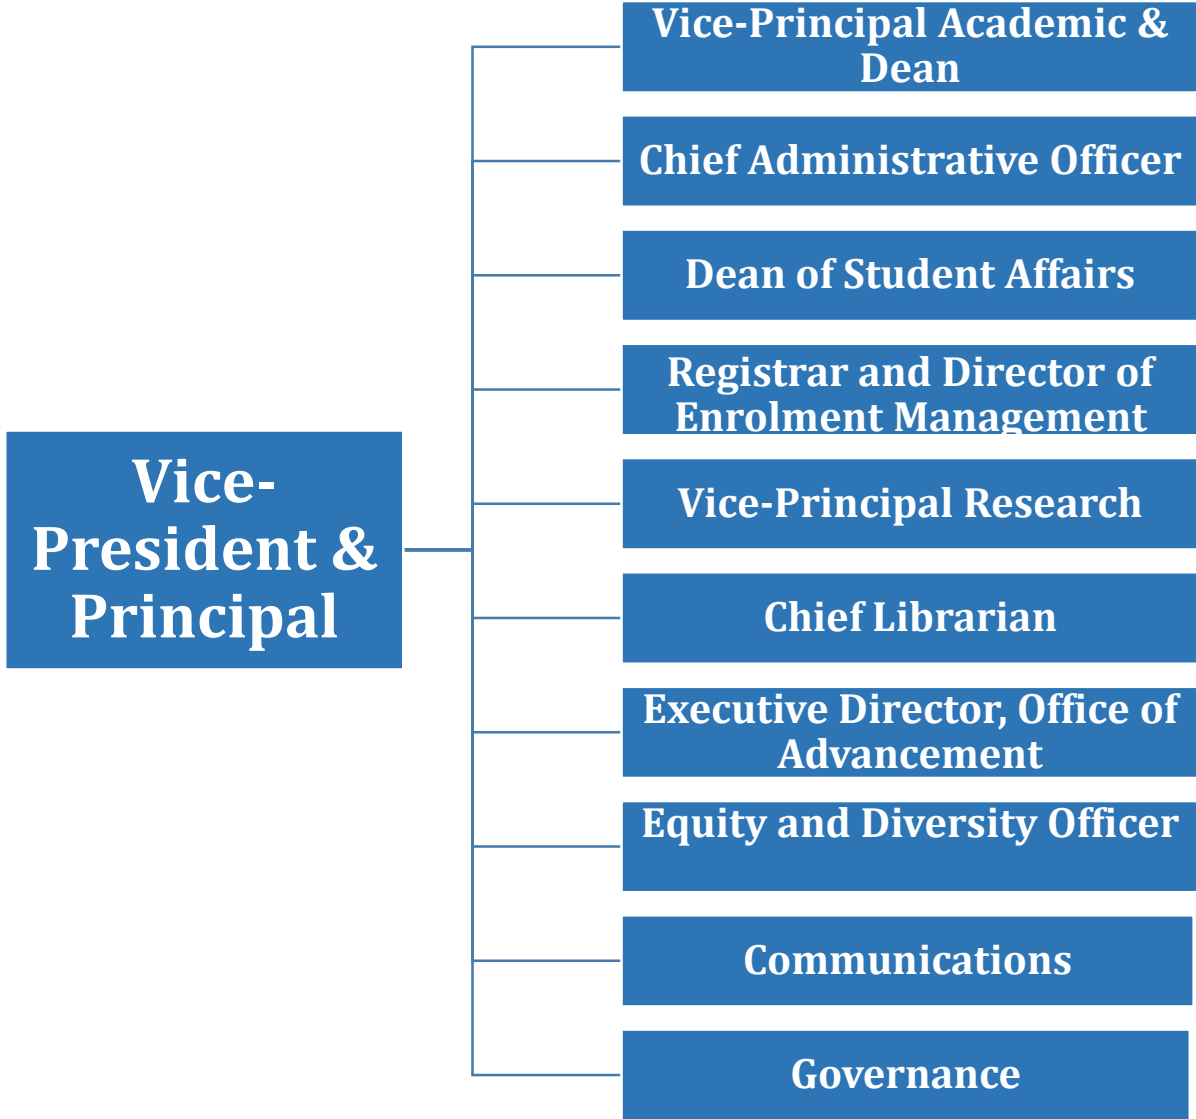 Vice-Principal Academic &
Dean
Chief Administrative Officer
Dean of Student Affairs
Registrar and Director of
Enrolment Management
Vice-
President &
Principal
Vice-Principal Research
Chief Librarian
Executive Director, Office of
Advancement
Equity and Diversity Officer
Communications
Governance